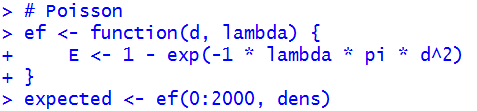 > # Poisson
> ef <- function(d, lambda) {
+     E <- 1 - exp(-1 * lambda * pi * d^2)
+ }
> expected <- ef(0:2000, dens)